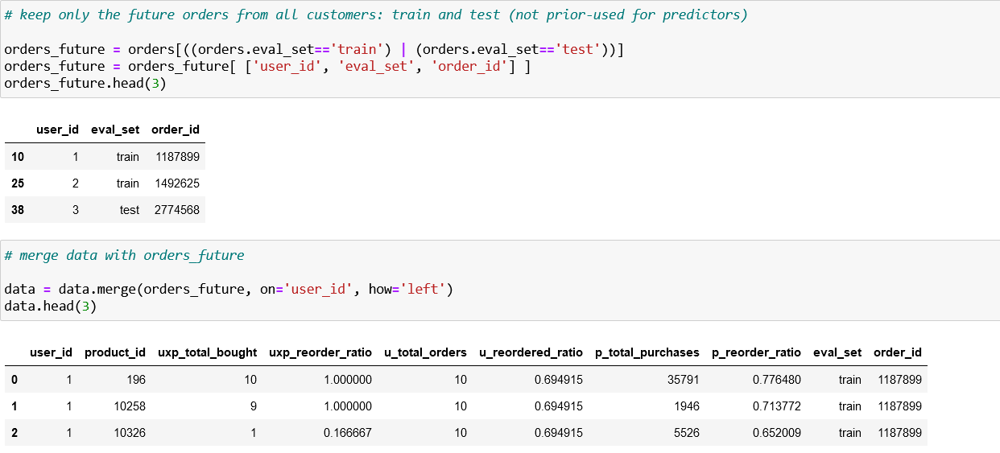 # keep only the future orders from all customers: train and test (not prior-used for predictors)
orders_future = orders[((orders.eval_set=='train') | (orders.eval_set=='test'))]
orders_future = orders_future[ ['user_id', 'eval_set', 'order_id'] ]
orders_future.head(3)
user_id eval_set order_id
10 1 train 1187899
25 2 train 1492625
38 3 test 2774568
# merge data with orders_future
data = data.merge(orders_future, on='user_id', how='left')
data.head(3)
user_id product_id uxp_total_bought uxp_reorder_ratio u_total_orders u_reordered_ratio p_total_purchases p_reorder_ratio eval_set order_id
0 1 196 10 1.000000 10 0.694915 35791 0.776480 train 1187899
1 1 10258 9 1.000000 10 0.694915 1946 0.713772 train 1187899
2 1 10326 1 0.166667 10 0.694915 5526 0.652009 train 1187899